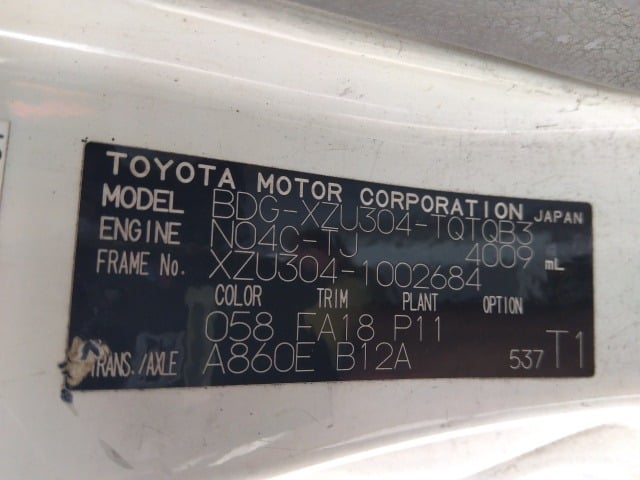 TOYOTA MOTOR CORPORATION JAPAN
MODEL BDG-XZU304-TQTQB3
ENGINE N04C-TJ 4009 mL
FRAME No. XZU304-1002684
COLOR TRIM PLANT OPTION
058 FA18 P11
TRANS./AXLE A860E B12A 537 T1